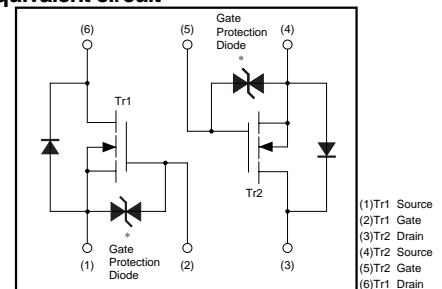 equivalent circuit
(6)
(5)
Gate
Protection
Diode
*
(4)
Tr1
Tr2
*
Gate
Protection
Diode
(1)
(2)
(3)
(1)Tr1 Source
(2)Tr1 Gate
(3)Tr2 Drain
(4)Tr2 Source
(5)Tr2 Gate
(6)Tr1 Drain